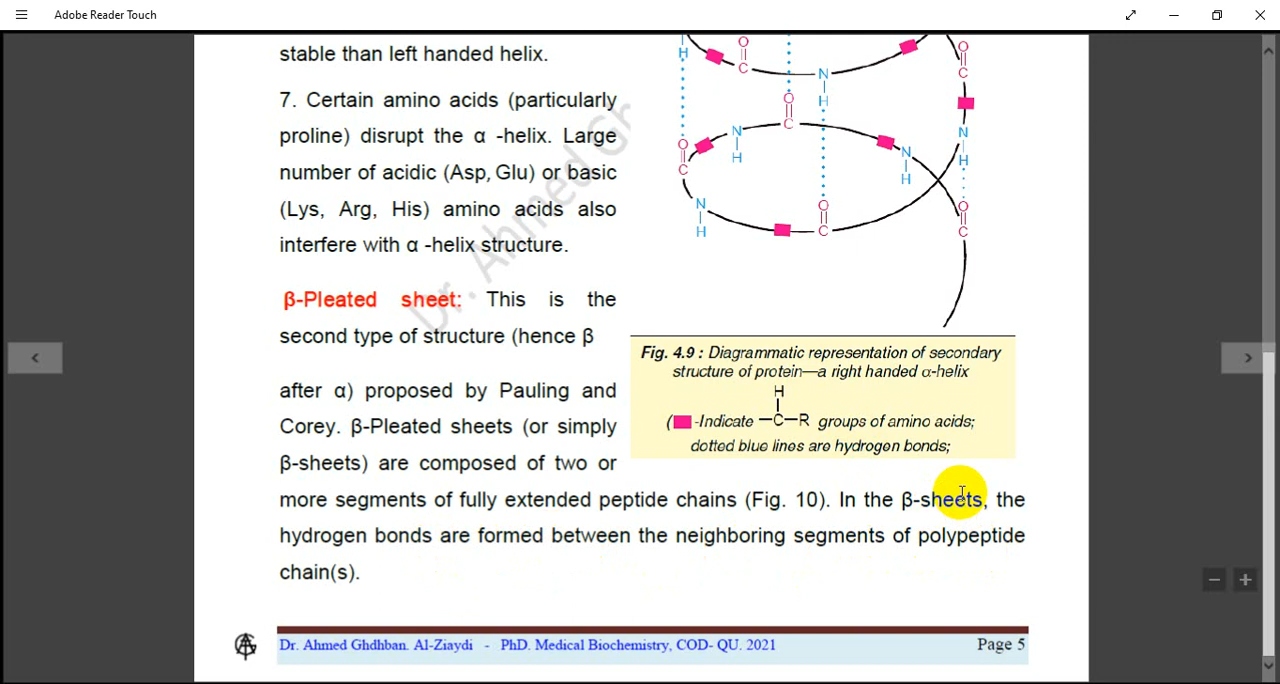 Adobe Reader Touch
stable than left handed helix.
7. Certain amino acids (particularly
proline) disrupt the α -helix. Large
number of acidic (Asp, Glu) or basic
(Lys, Arg, His) amino acids also
interfere with α -helix structure.
β-Pleated sheet: This is the
second type of structure (hence β
after α) proposed by Pauling and
Corey. β-Pleated sheets (or simply
β-sheets) are composed of two or
more segments of fully extended peptide chains (Fig. 10). In the β-sheets, the
hydrogen bonds are formed between the neighboring segments of polypeptide
chain(s).
H
O
C
N
H
O
C
O
C
N
H
O
C
N
H
O
C
N
H
N
H
O
C
O
C
Fig. 4.9 : Diagrammatic representation of secondary
structure of protein—a right handed α-helix
H
(■-Indicate —C—R groups of amino acids;
dotted blue lines are hydrogen bonds;
Dr. Ahmed Gh
Dr. Ahmed Ghdhban. Al-Ziaydi - PhD. Medical Biochemistry, COD- QU. 2021 Page 5